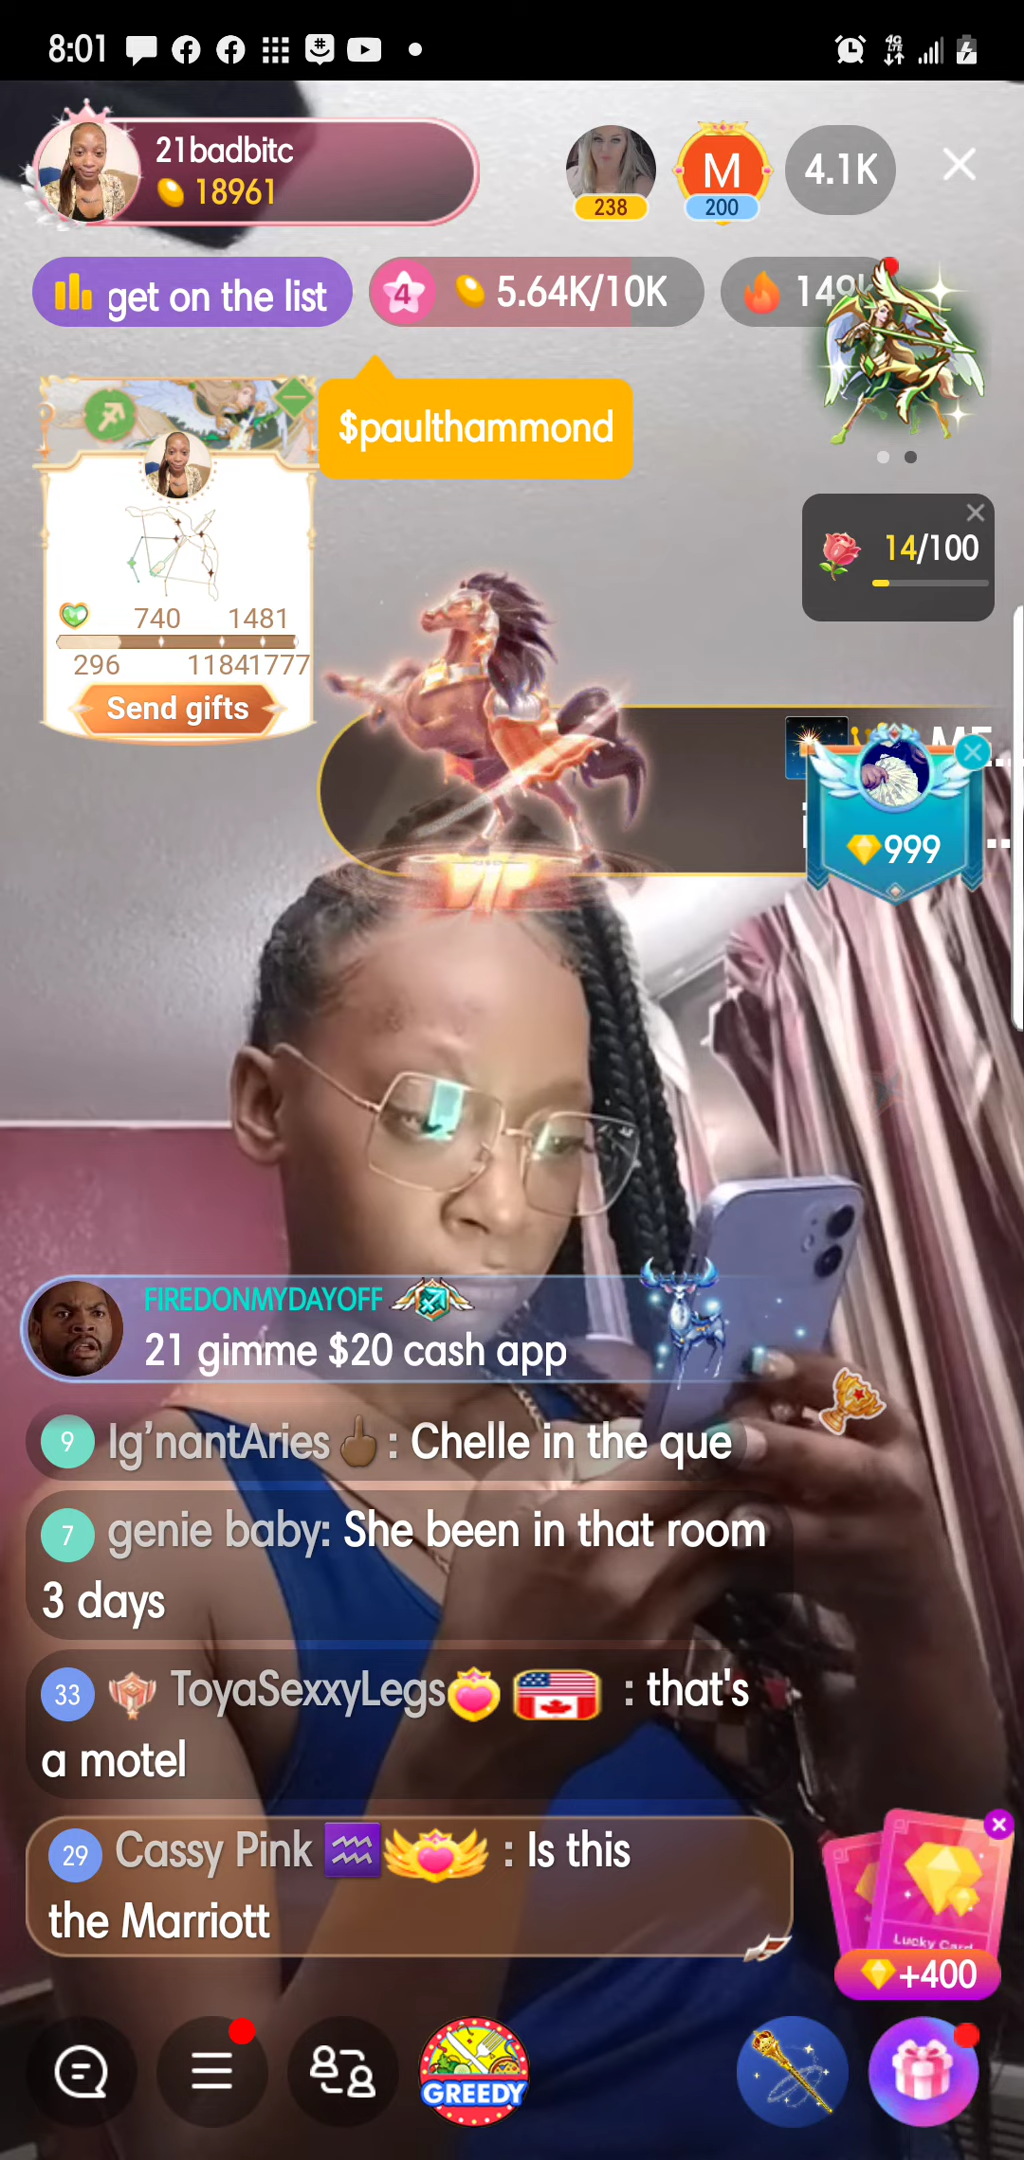 8:01
21badbitc
18961
238
M
200
4.1K
get on the list
4
5.64K/10K
$paulthammond
14/100
740 1481
296 1184 1777
Send gifts
VIP
999
FIREDONMYDAYOFF
21 gimme $20 cash app
9 Ig'nantAries🖕🏾: Chelle in the que
7 genie baby: She been in that room
3 days
33 ToyaSexxyLegs : that's
a motel
29 Cassy Pink ♒ : Is this
the Marriott
Lucky Card
+400
GREEDY